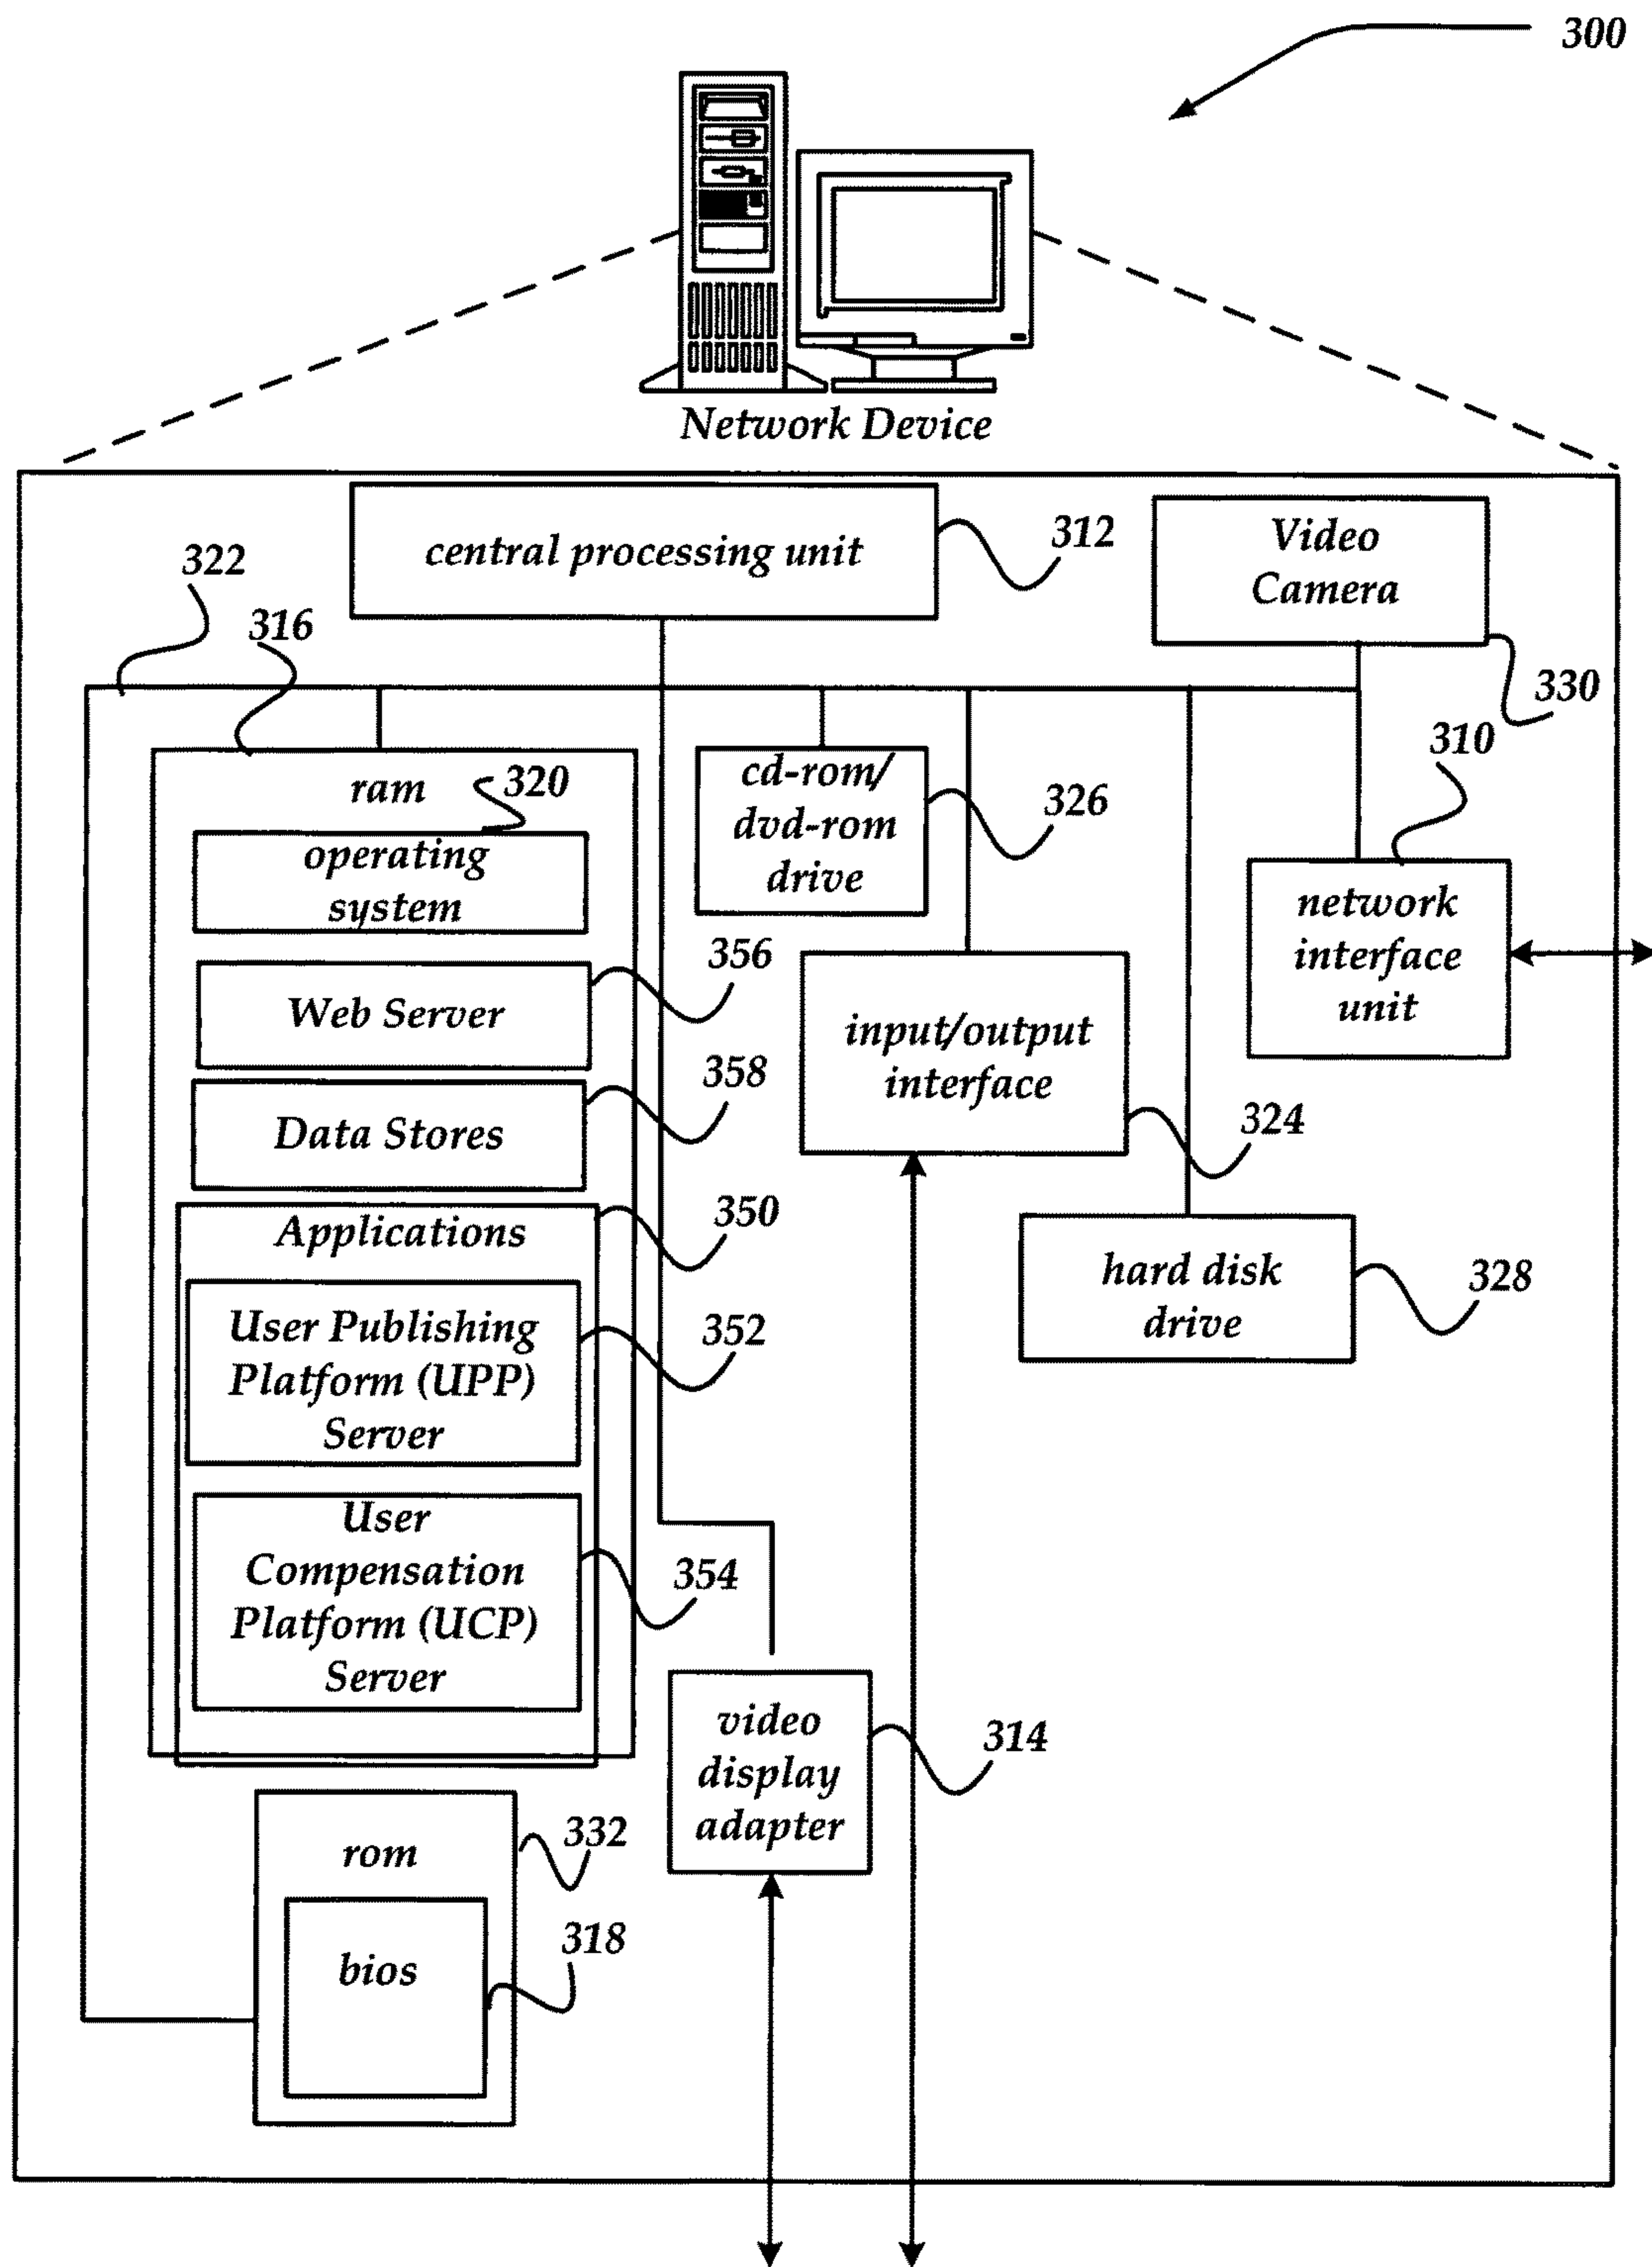 300
Network Device
central processing unit
312
Video
Camera
322
316
330
310
ram
320
cd-rom/
dvd-rom
drive
326
operating
system
network
interface
unit
356
Web Server
input/output
interface
358
Data Stores
324
350
Applications
hard disk
drive
328
User Publishing
Platform (UPP)
Server
352
User
Compensation
Platform (UCP)
Server
354
video
display
adapter
314
rom
332
bios
318